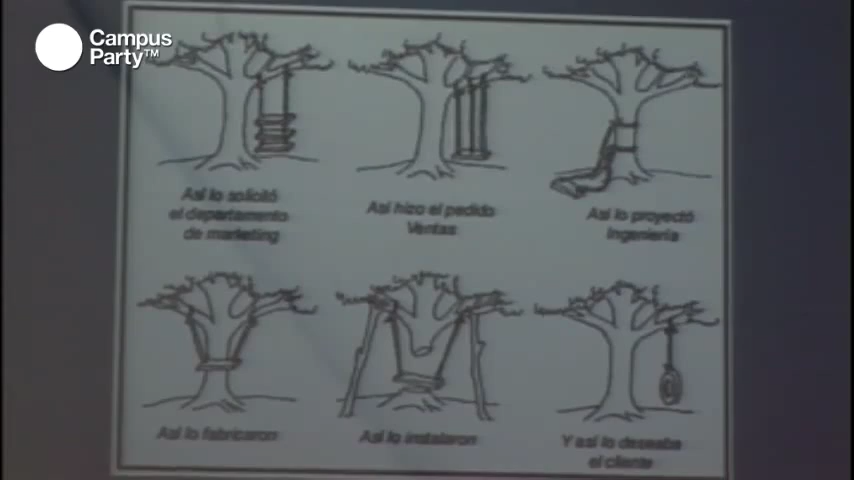 Campus
Party™
Así lo solicitó
el departamento
de marketing
Así hizo el pedido
Ventas
Así lo proyectó
Ingeniería
Así lo fabricaron
Así lo instalaron
Y así lo deseaba
el cliente